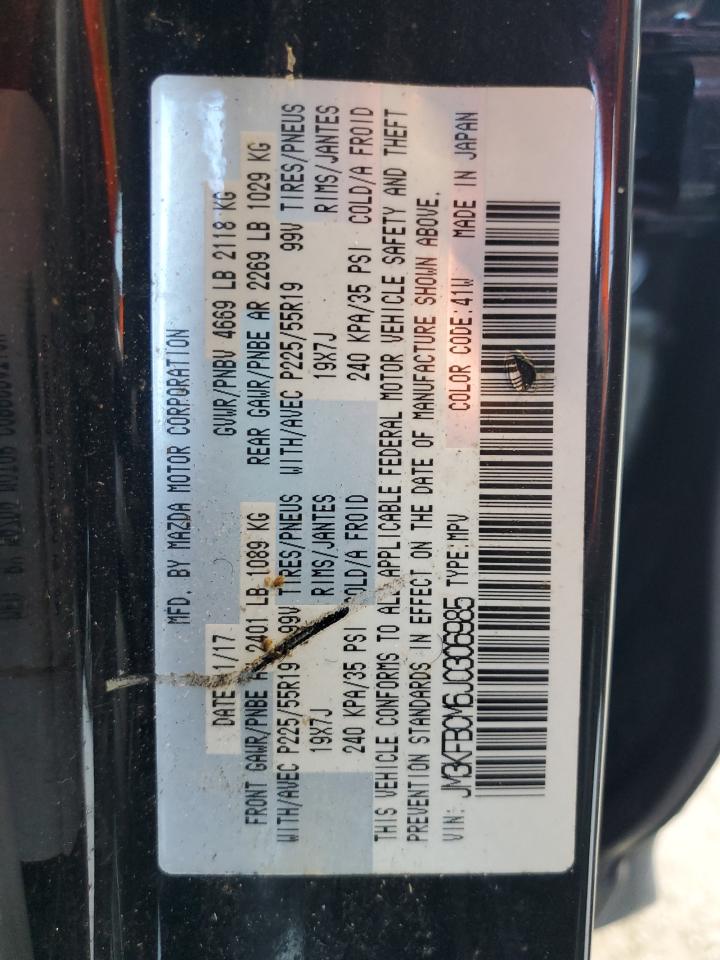 MFD. BY MAZDA MOTOR CORPORATION
DATE: 1/17 GVWR/PNBV 4669 LB 2118 KG
FRONT GAWR/PNBE 2401 LB 1089 KG REAR GAWR/PNBE AR 2269 LB 1029 KG
WITH/AVEC P225/55R19 99V TIRES/PNEUS WITH/AVEC P225/55R19 99V TIRES/PNEUS
19X7J RIMS/JANTES 19X7J RIMS/JANTES
240 KPA/35 PSI COLD/A FROID 240 KPA/35 PSI COLD/A FROID
THIS VEHICLE CONFORMS TO ALL APPLICABLE FEDERAL MOTOR VEHICLE SAFETY AND THEFT
PREVENTION STANDARDS IN EFFECT ON THE DATE OF MANUFACTURE SHOWN ABOVE.
VIN: JM3KFBCM6J0306985 TYPE:MPV COLOR CODE:41W MADE IN JAPAN